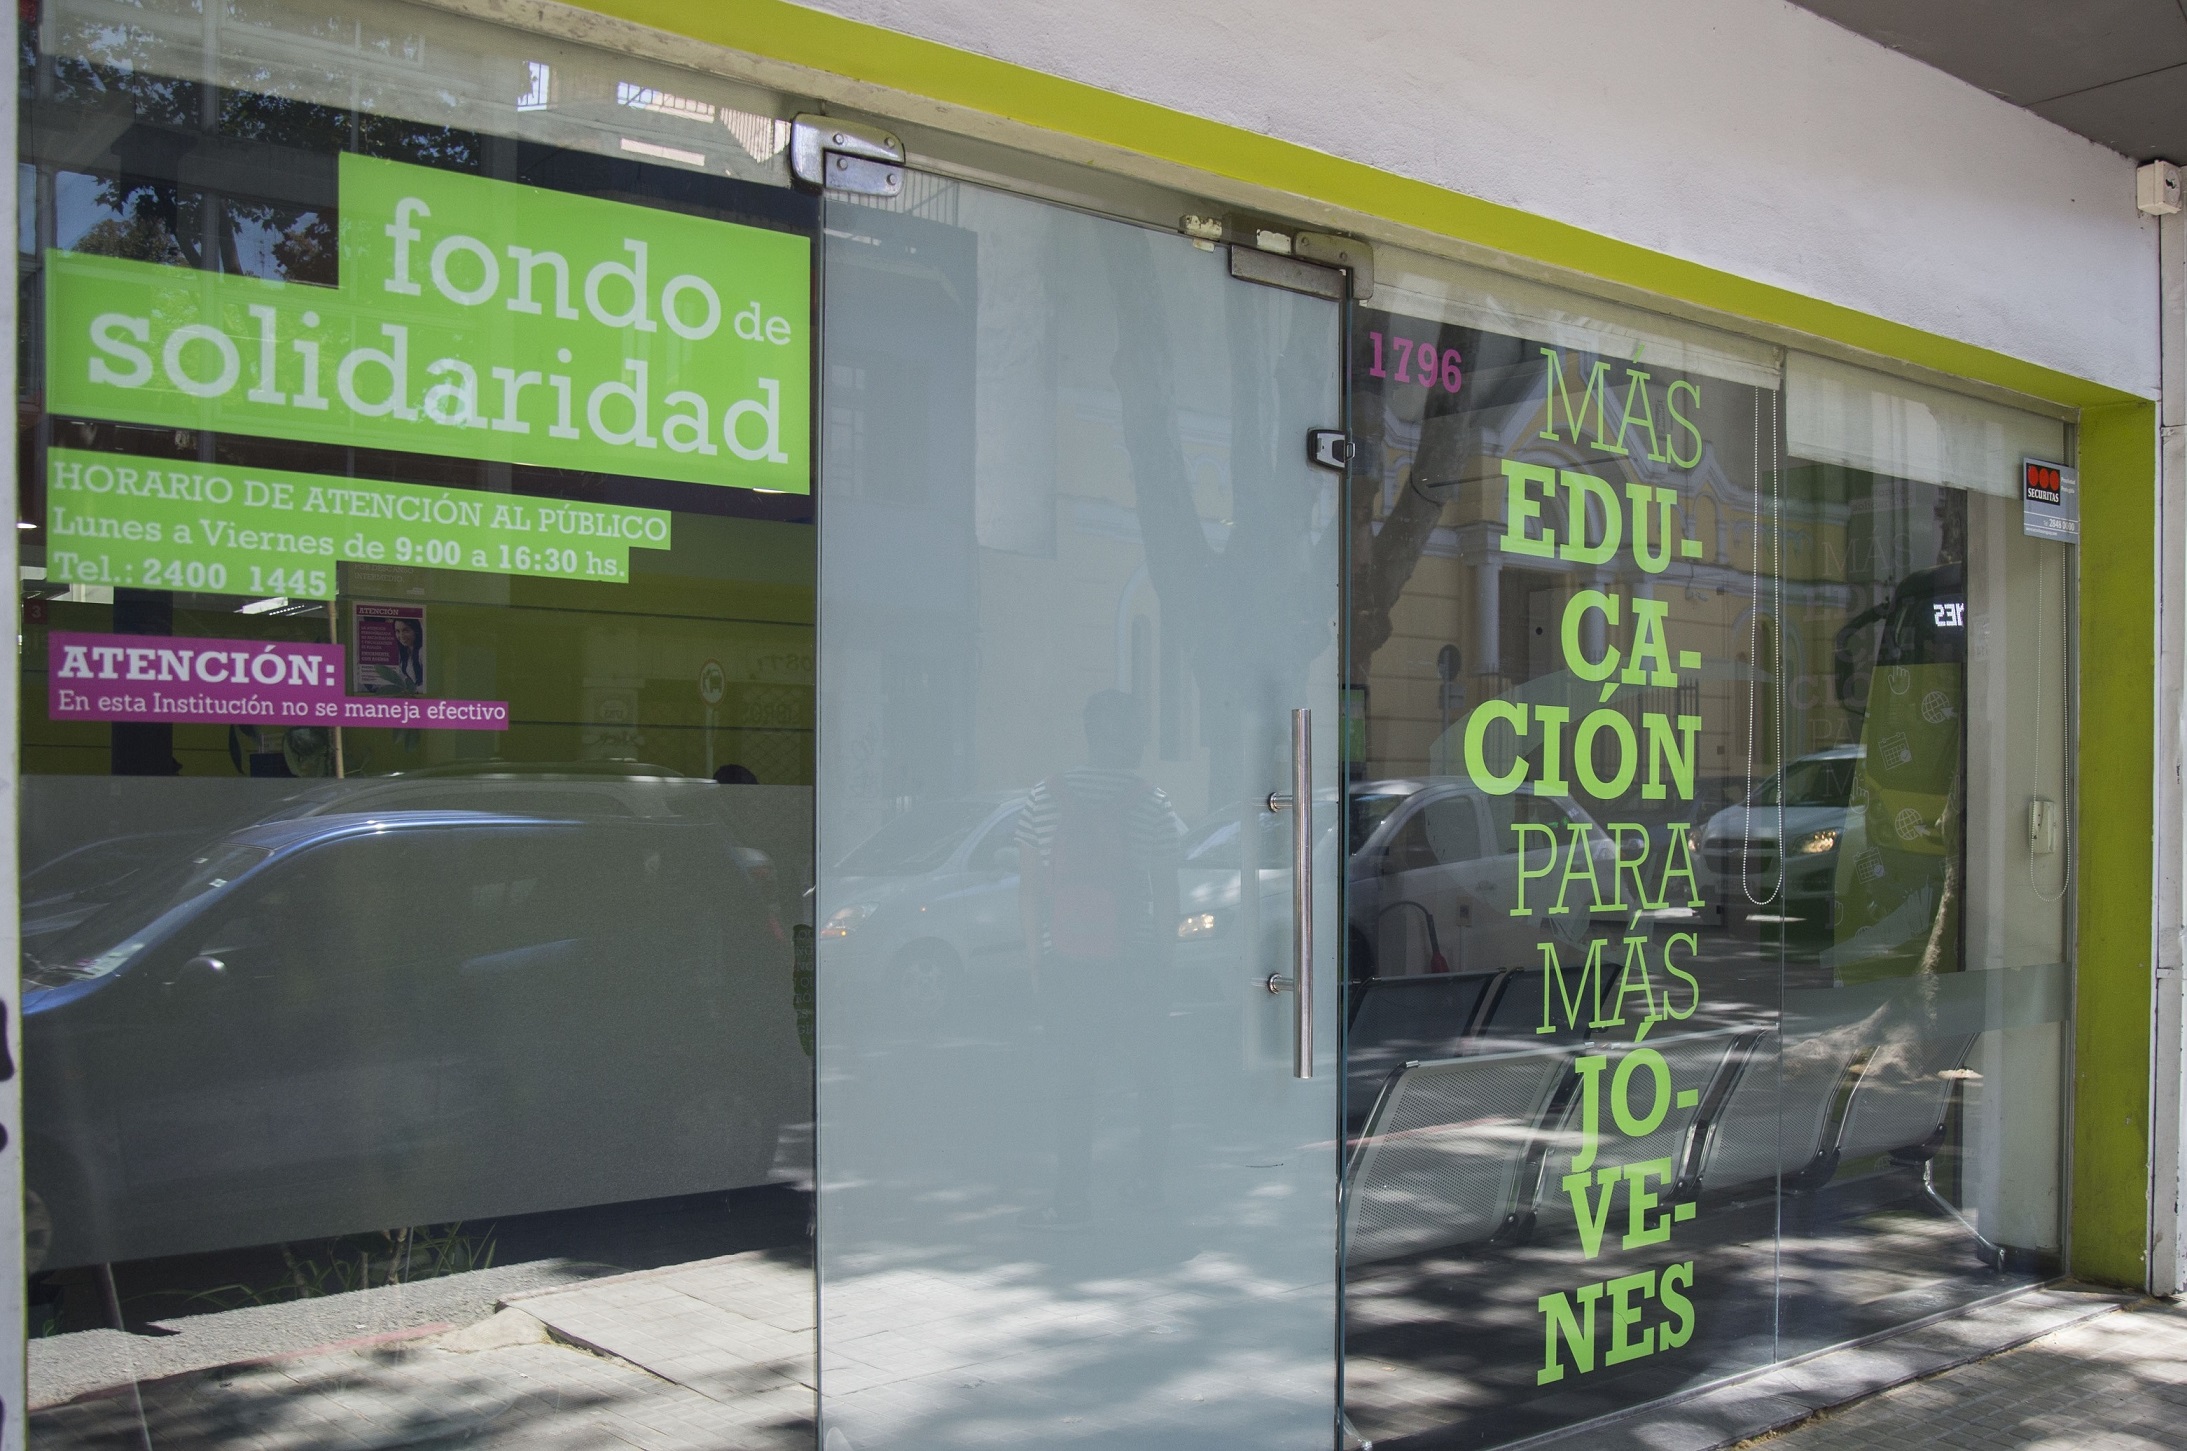 fondo de
solidaridad
HORARIO DE ATENCIÓN AL PÚBLICO
Lunes a Viernes de 9:00 a 16:30 hs.
Tel.: 2400 1445
ATENCIÓN:
En esta Institución no se maneja efectivo
ATENCIÓN
1796
MÁS
EDU-
CA-
CIÓN
PARA
MÁS
JÓ-
VE-
NES
SECURITAS